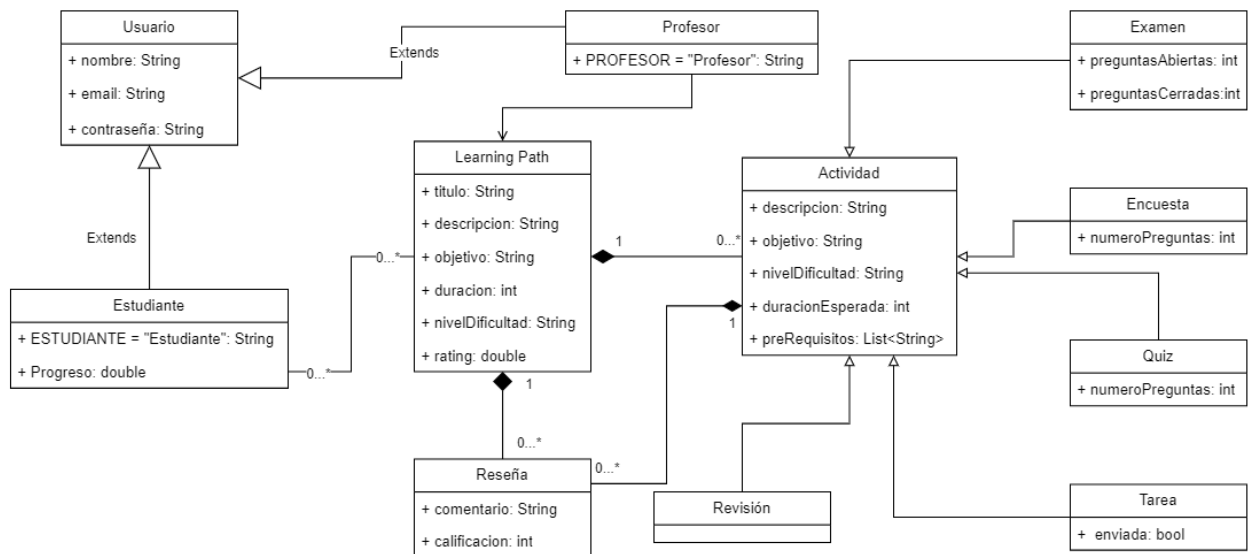 Usuario
+ nombre: String
+ email: String
+ contraseña: String
Extends
Profesor
+ PROFESOR = "Profesor": String
Examen
+ preguntasAbiertas: int
+ preguntasCerradas:int
Extends
Estudiante
+ ESTUDIANTE = "Estudiante": String
+ Progreso: double
0...*
0...*
Learning Path
+ titulo: String
+ descripcion: String
+ objetivo: String
+ duracion: int
+ nivelDificultad: String
+ rating: double
1
0...*
1
0...*
Actividad
+ descripcion: String
+ objetivo: String
+ nivelDificultad: String
+ duracionEsperada: int
+ preRequisitos: List<String>
1
0...*
Encuesta
+ numeroPreguntas: int
Quiz
+ numeroPreguntas: int
Reseña
+ comentario: String
+ calificacion: int
Revisión
Tarea
+ enviada: bool